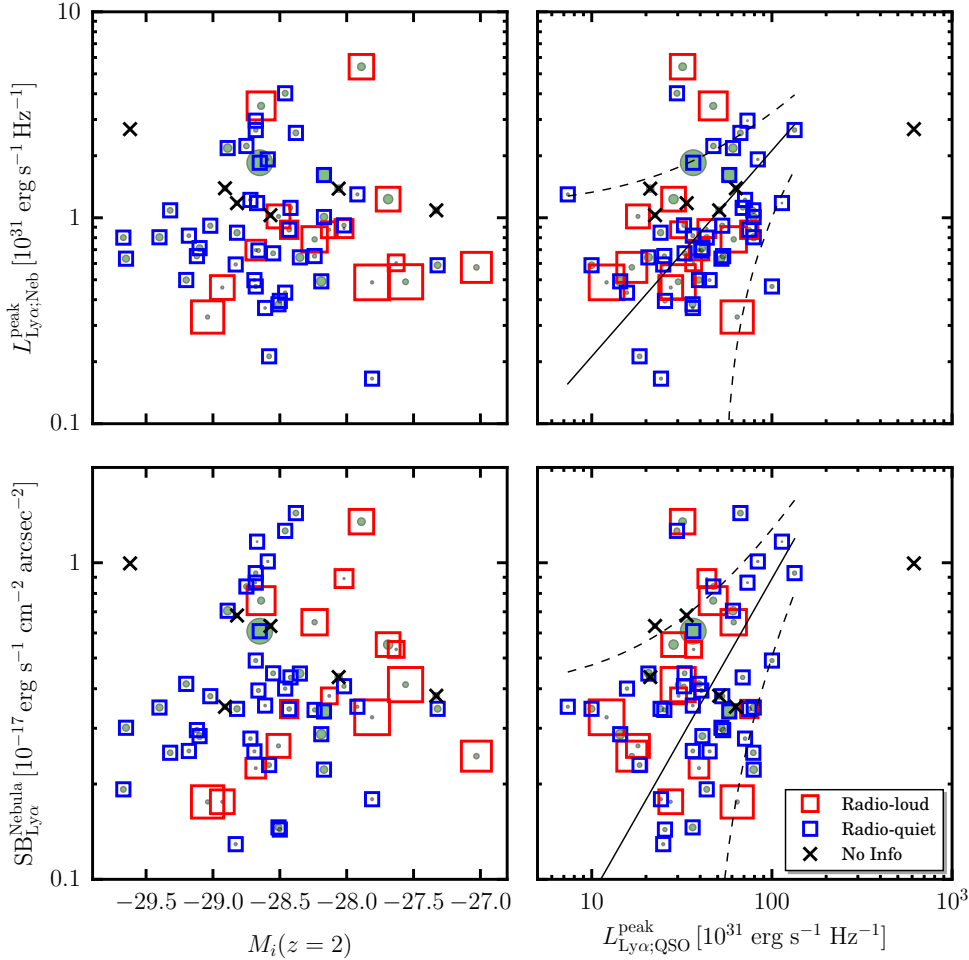 10
1
0.1
L^peak_Lyα;Neb [10^31 erg s^−1 Hz^−1]
1
0.1
SB^Nebula_Lyα [10^−17 erg s^−1 cm^−2 arcsec^−2]
−29.5 −29.0 −28.5 −28.0 −27.5 −27.0
M_i(z = 2)
10 100 10^3
L^peak_Lyα;QSO [10^31 erg s^−1 Hz^−1]
Radio-loud
Radio-quiet
No Info